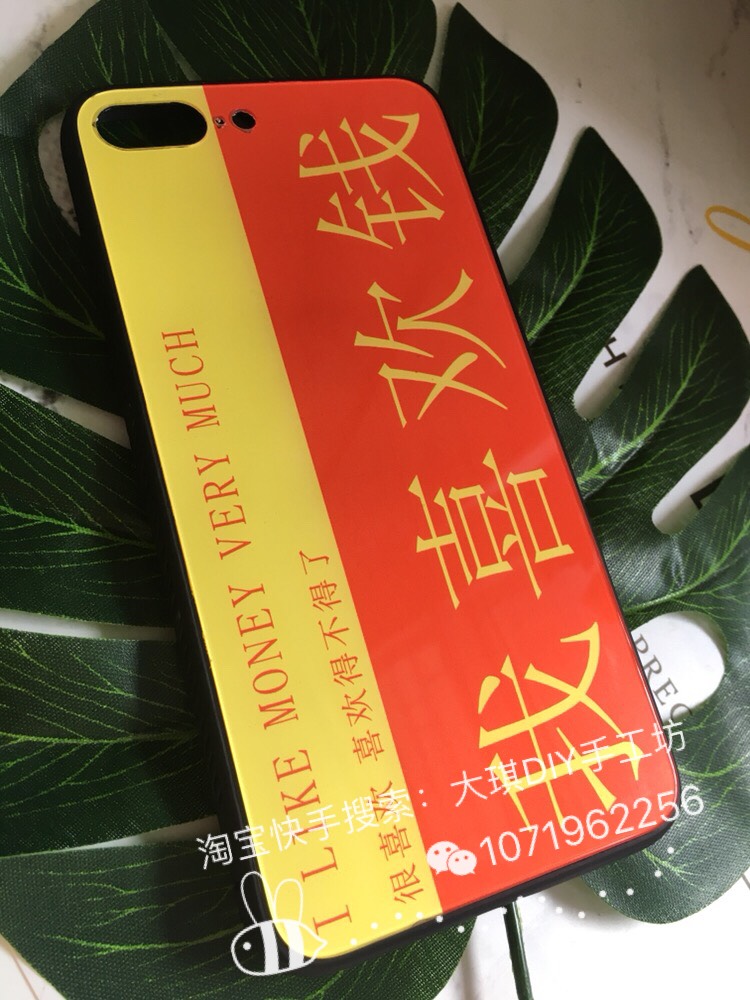 我喜欢钱
I LIKE MONEY VERY MUCH
很喜欢 喜欢得不得了
淘宝快手搜索：大琪DIY手工坊
1071962256
H
PREC